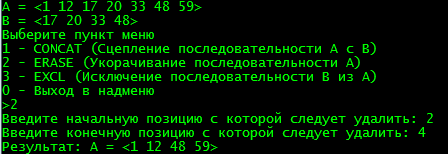 A = <1 12 17 20 33 48 59>
B = <17 20 33 48>
Выберите пункт меню
1 - CONCAT (Сцепление последовательности A с B)
2 - ERASE (Укорачивание последовательности A)
3 - EXCL (Исключение последовательности B из A)
0 - Выход в надменю
>2
Введите начальную позицию с которой следует удалить: 2
Введите конечную позицию с которой следует удалить: 4
Результат: A = <1 12 48 59>